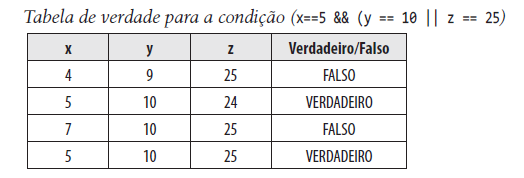 Tabela de verdade para a condição (x==5 && (y == 10 || z == 25)
x y z Verdadeiro/Falso
4 9 25 FALSO
5 10 24 VERDADEIRO
7 10 25 FALSO
5 10 25 VERDADEIRO